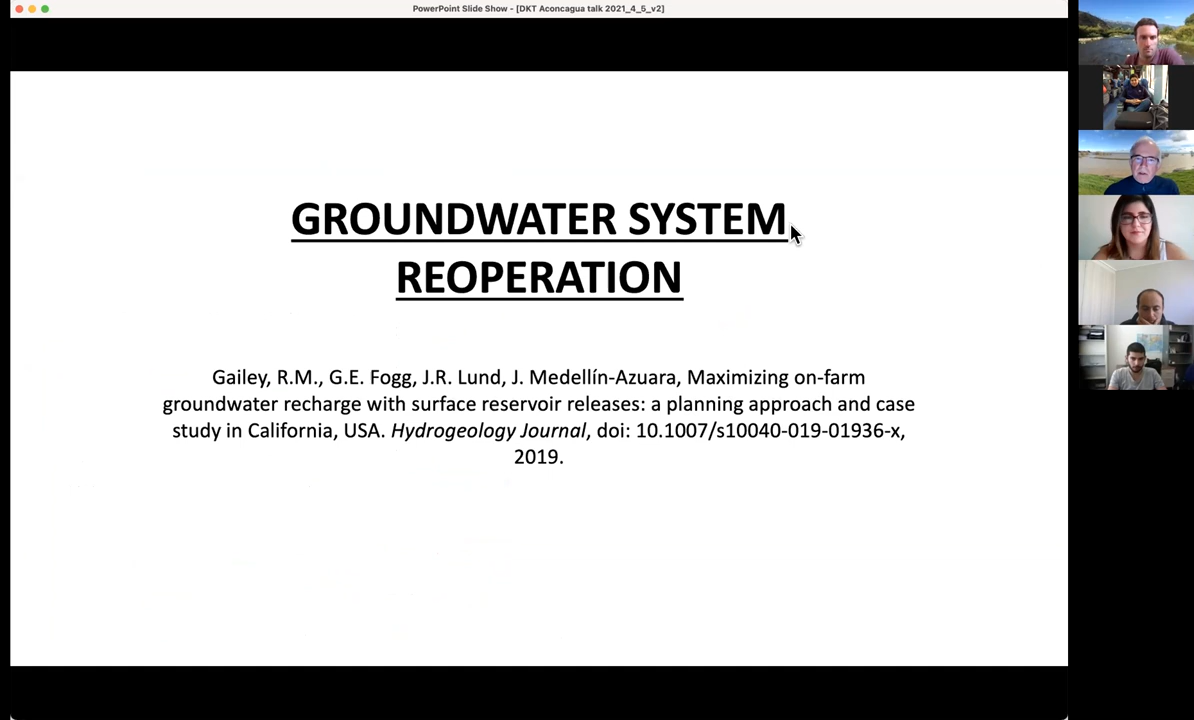 PowerPoint Slide Show - [DKT Aconcagua talk 2021_4_5_v2]
GROUNDWATER SYSTEM
REOPERATION
Gailey, R.M., G.E. Fogg, J.R. Lund, J. Medellín-Azuara, Maximizing on-farm
groundwater recharge with surface reservoir releases: a planning approach and case
study in California, USA. Hydrogeology Journal, doi: 10.1007/s10040-019-01936-x,
2019.